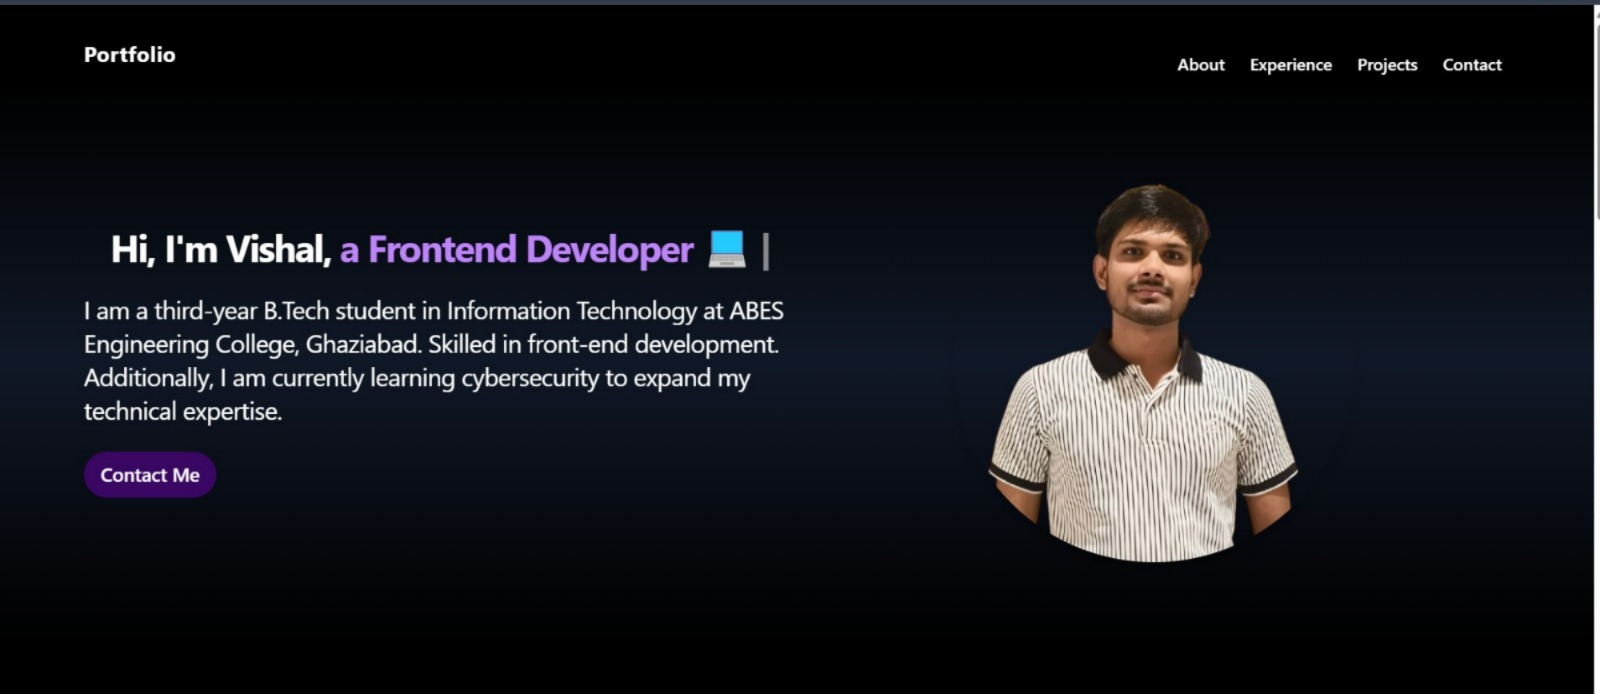 Portfolio
About Experience Projects Contact
Hi, I'm Vishal, a Frontend Developer 💻 |
I am a third-year B.Tech student in Information Technology at ABES
Engineering College, Ghaziabad. Skilled in front-end development.
Additionally, I am currently learning cybersecurity to expand my
technical expertise.
Contact Me